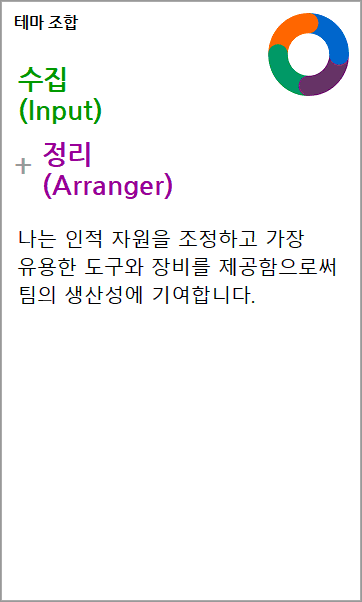 테마 조합
수집
(Input)
+ 정리
(Arranger)
나는 인적 자원을 조정하고 가장
유용한 도구와 장비를 제공함으로써
팀의 생산성에 기여합니다.